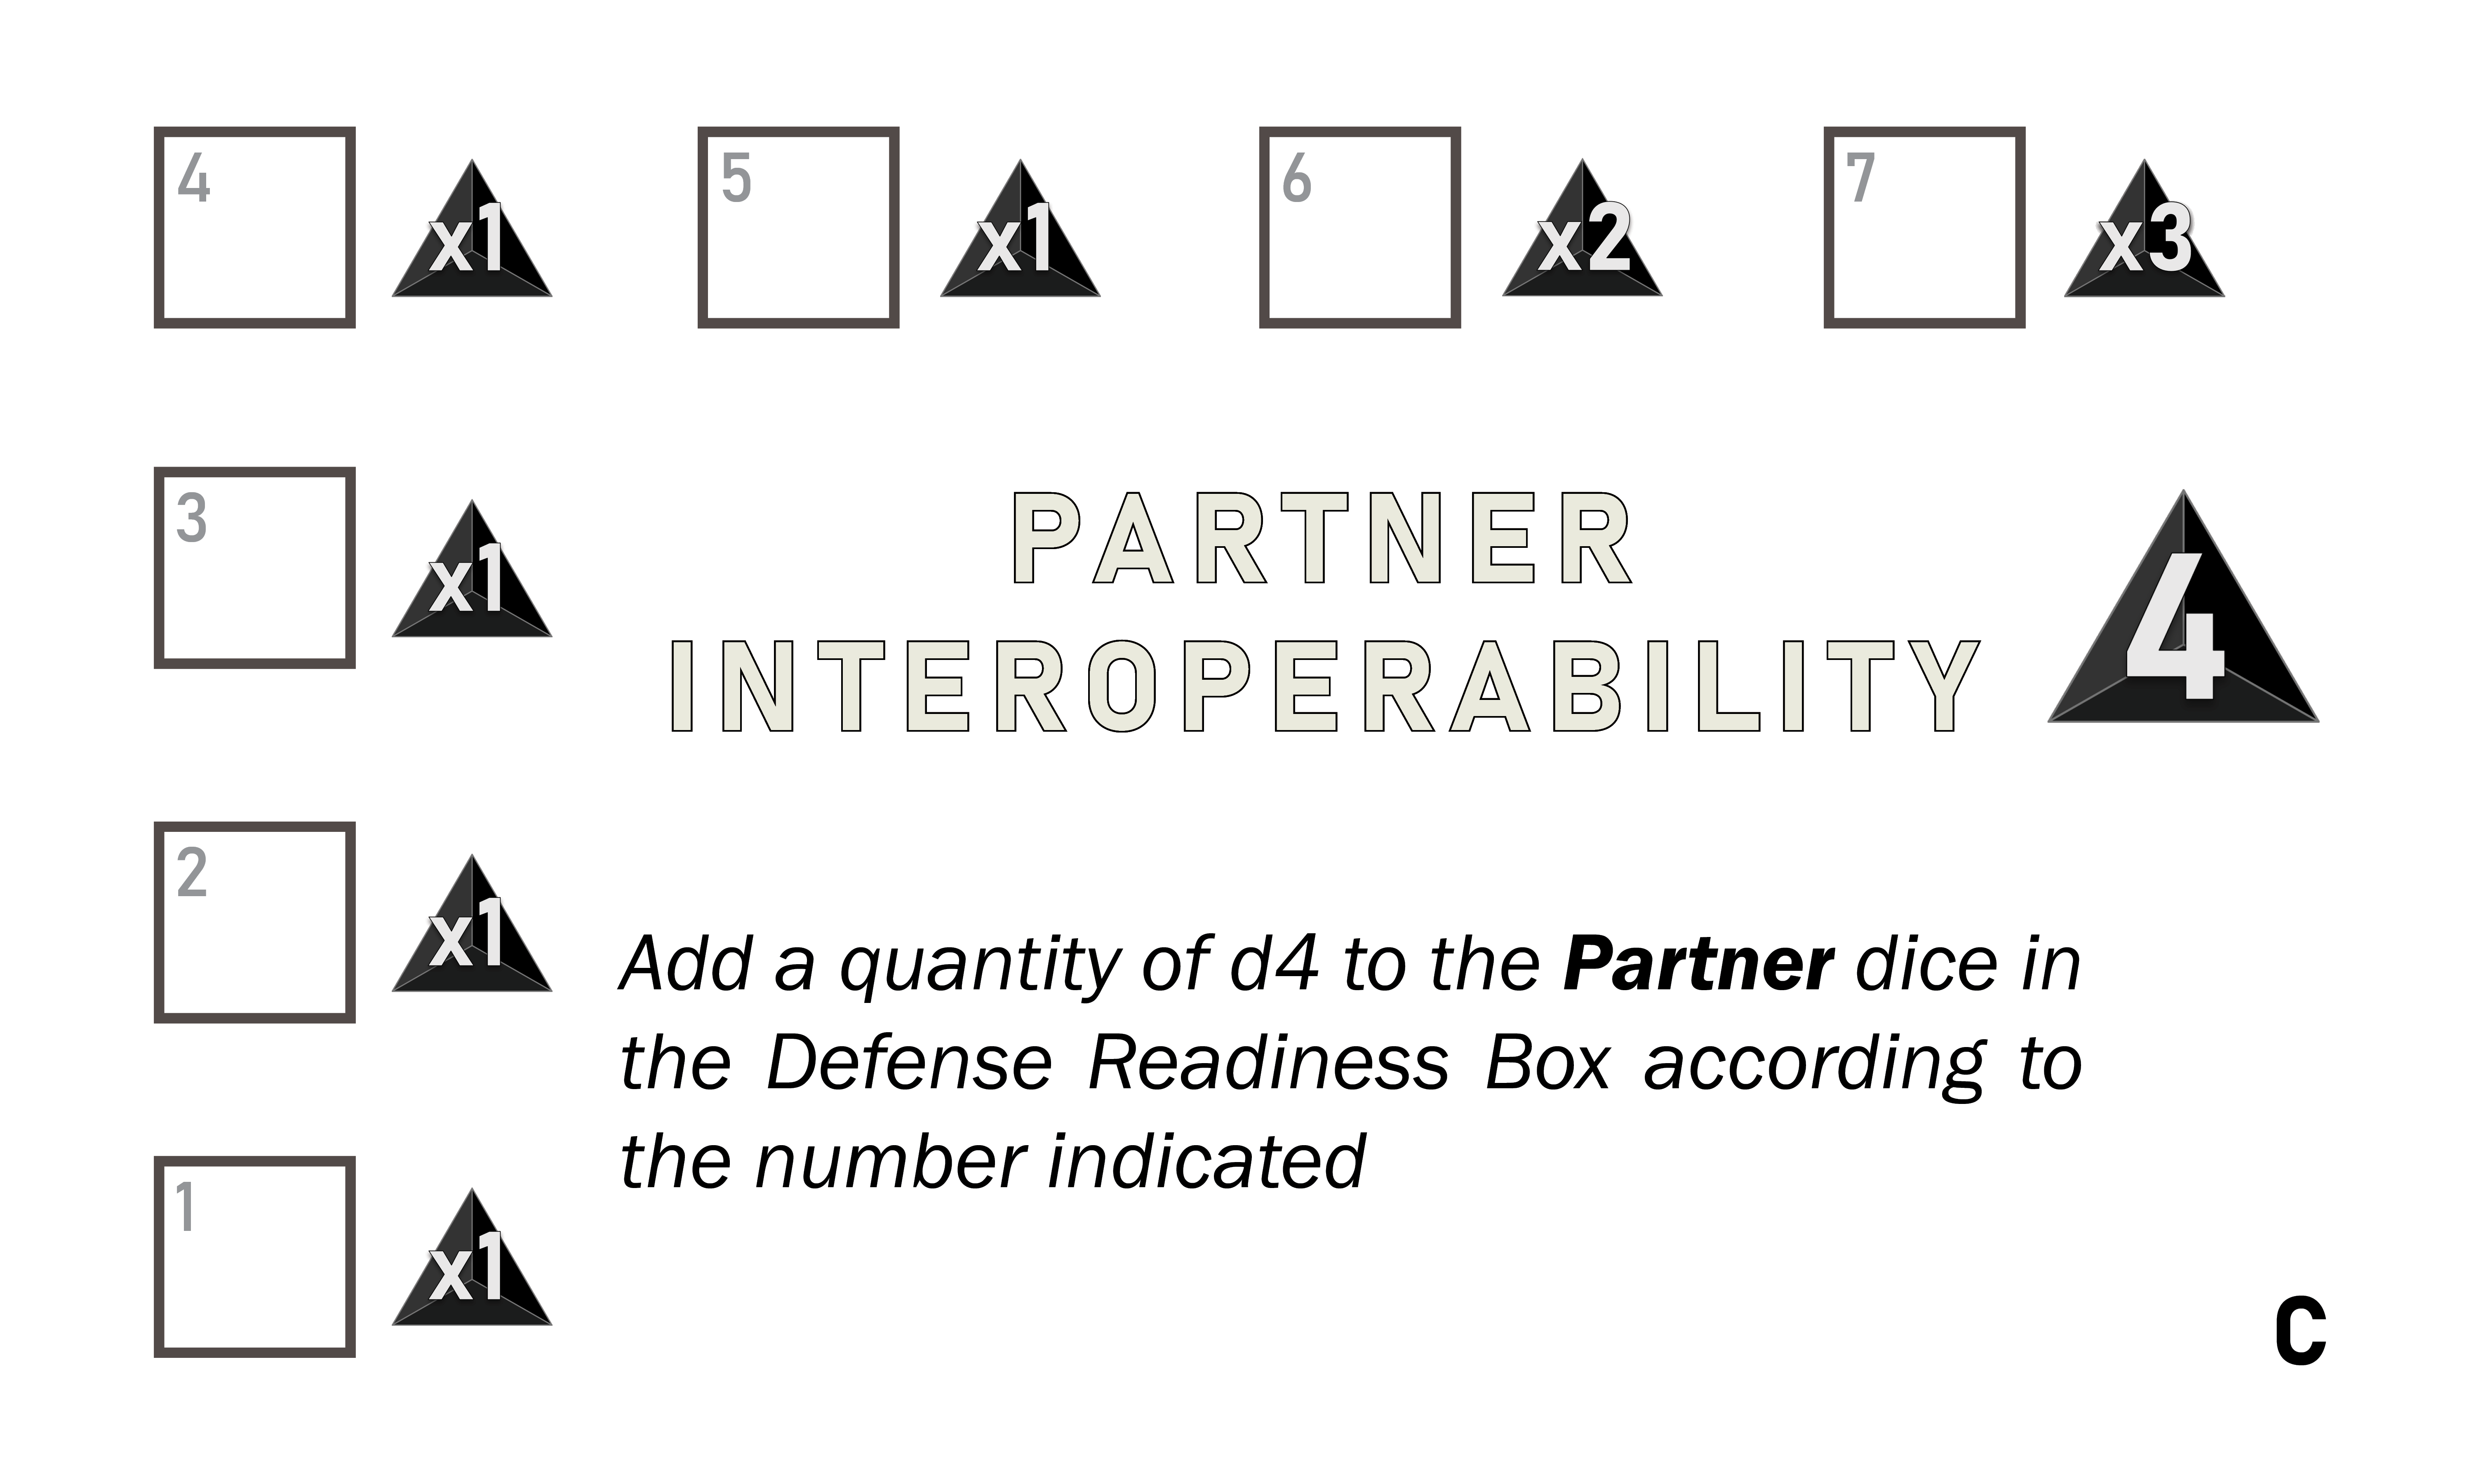 4 x1 5 x1 6 x2 7 x3
3 x1
PARTNER
INTEROPERABILITY
4
2 x1
Add a quantity of d4 to the Partner dice in
the Defense Readiness Box according to
the number indicated
1 x1
C